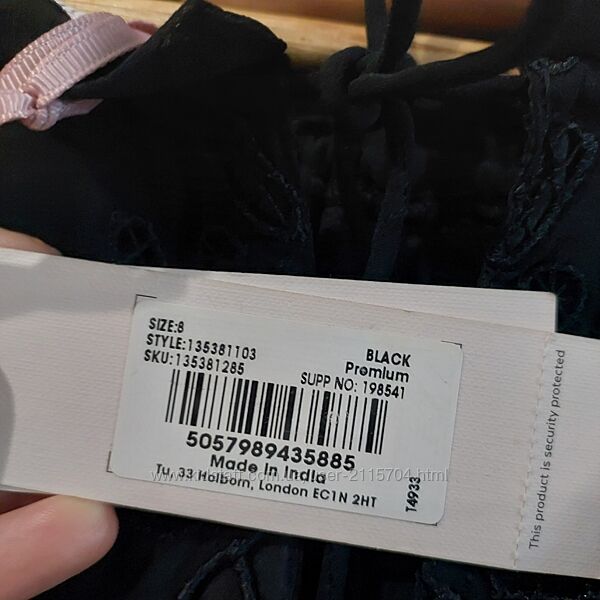 SIZE:8
STYLE:135381103
SKU:135381285
BLACK
Premium
SUPP NO: 198541
5057989435885
Made in India
Tu, 33 Holborn, London EC1N 2HT
T4933
This product is security protected